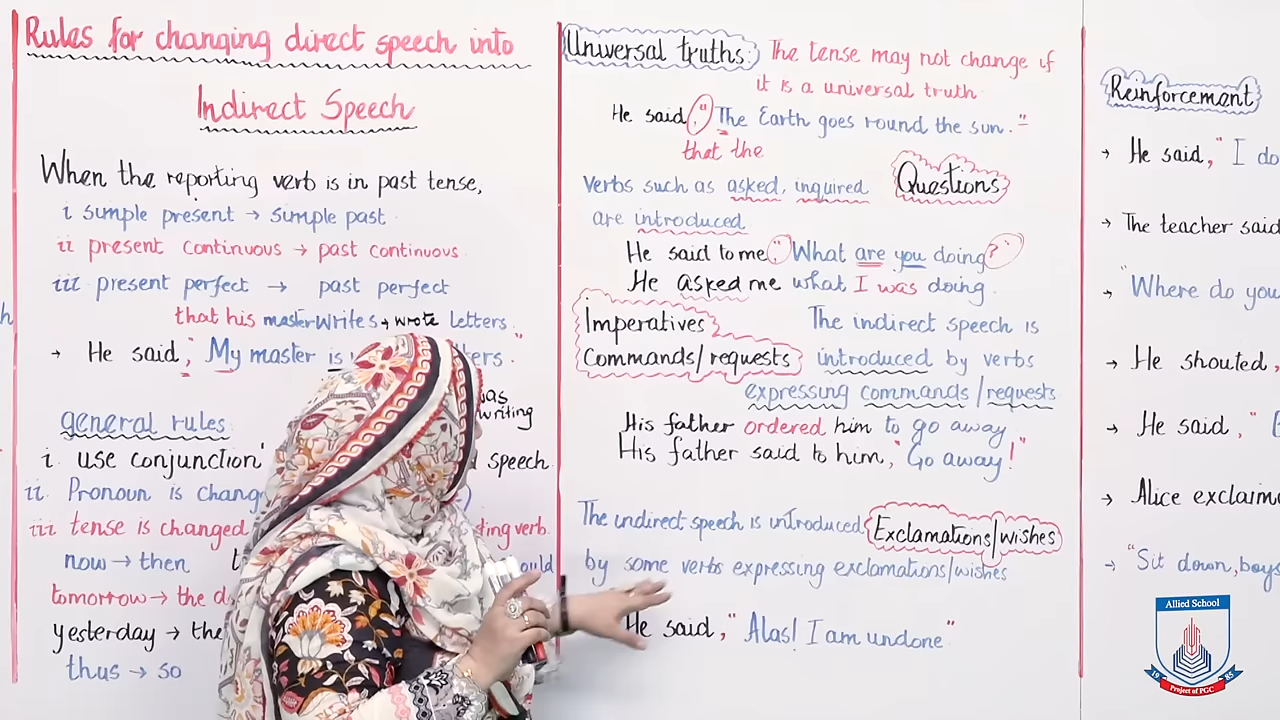 Rules for changing direct speech into
Indirect Speech
When the reporting verb is in past tense,
i simple present → simple past
ii present continuous → past continuous
iii present perfect → past perfect
that his master writes → wrote letters.
→ He said, "My master is
ters."
was
writing
general rules
i. use conjunction
speech
ii. Pronoun is chang
iii tense is changed
ting verb.
now → then
ould
tomorrow → the d
yesterday → the
thus → so
Universal truths: The tense may not change if
it is a universal truth
He said, "The Earth goes round the sun."
that the
Questions
verbs such as asked, inquired
are introduced
He said to me, "What are you doing?"
He asked me what I was doing.
Imperatives
Commands/requests
The indirect speech is
introduced by verbs
expressing commands/requests
His father ordered him to go away
His father said to him, "Go away!"
The indirect speech is introduced
Exclamations/wishes
by some verbs expressing exclamations/wishes
He said, "Alas! I am undone"
Reinforcement
→ He said, "I do
→ The teacher said
→ "Where do you
→ He shouted,
→ He said, "
→ Alice exclaim
→ "Sit down, boys
Allied School
1985
Project of PGC